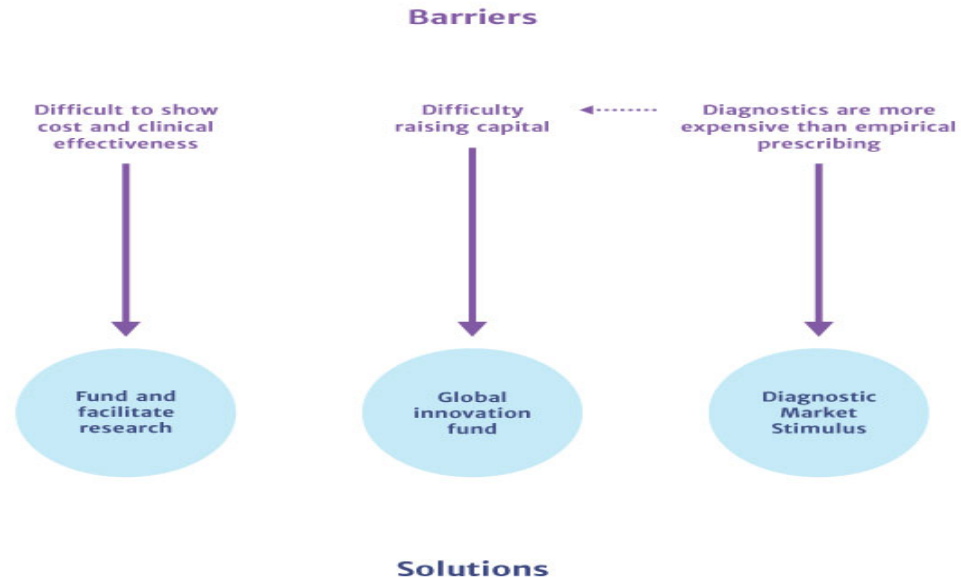 Barriers
Difficult to show
cost and clinical
effectiveness
Difficulty
raising capital
Diagnostics are more
expensive than empirical
prescribing
Fund and
facilitate
research
Global
innovation
fund
Diagnostic
Market
Stimulus
Solutions